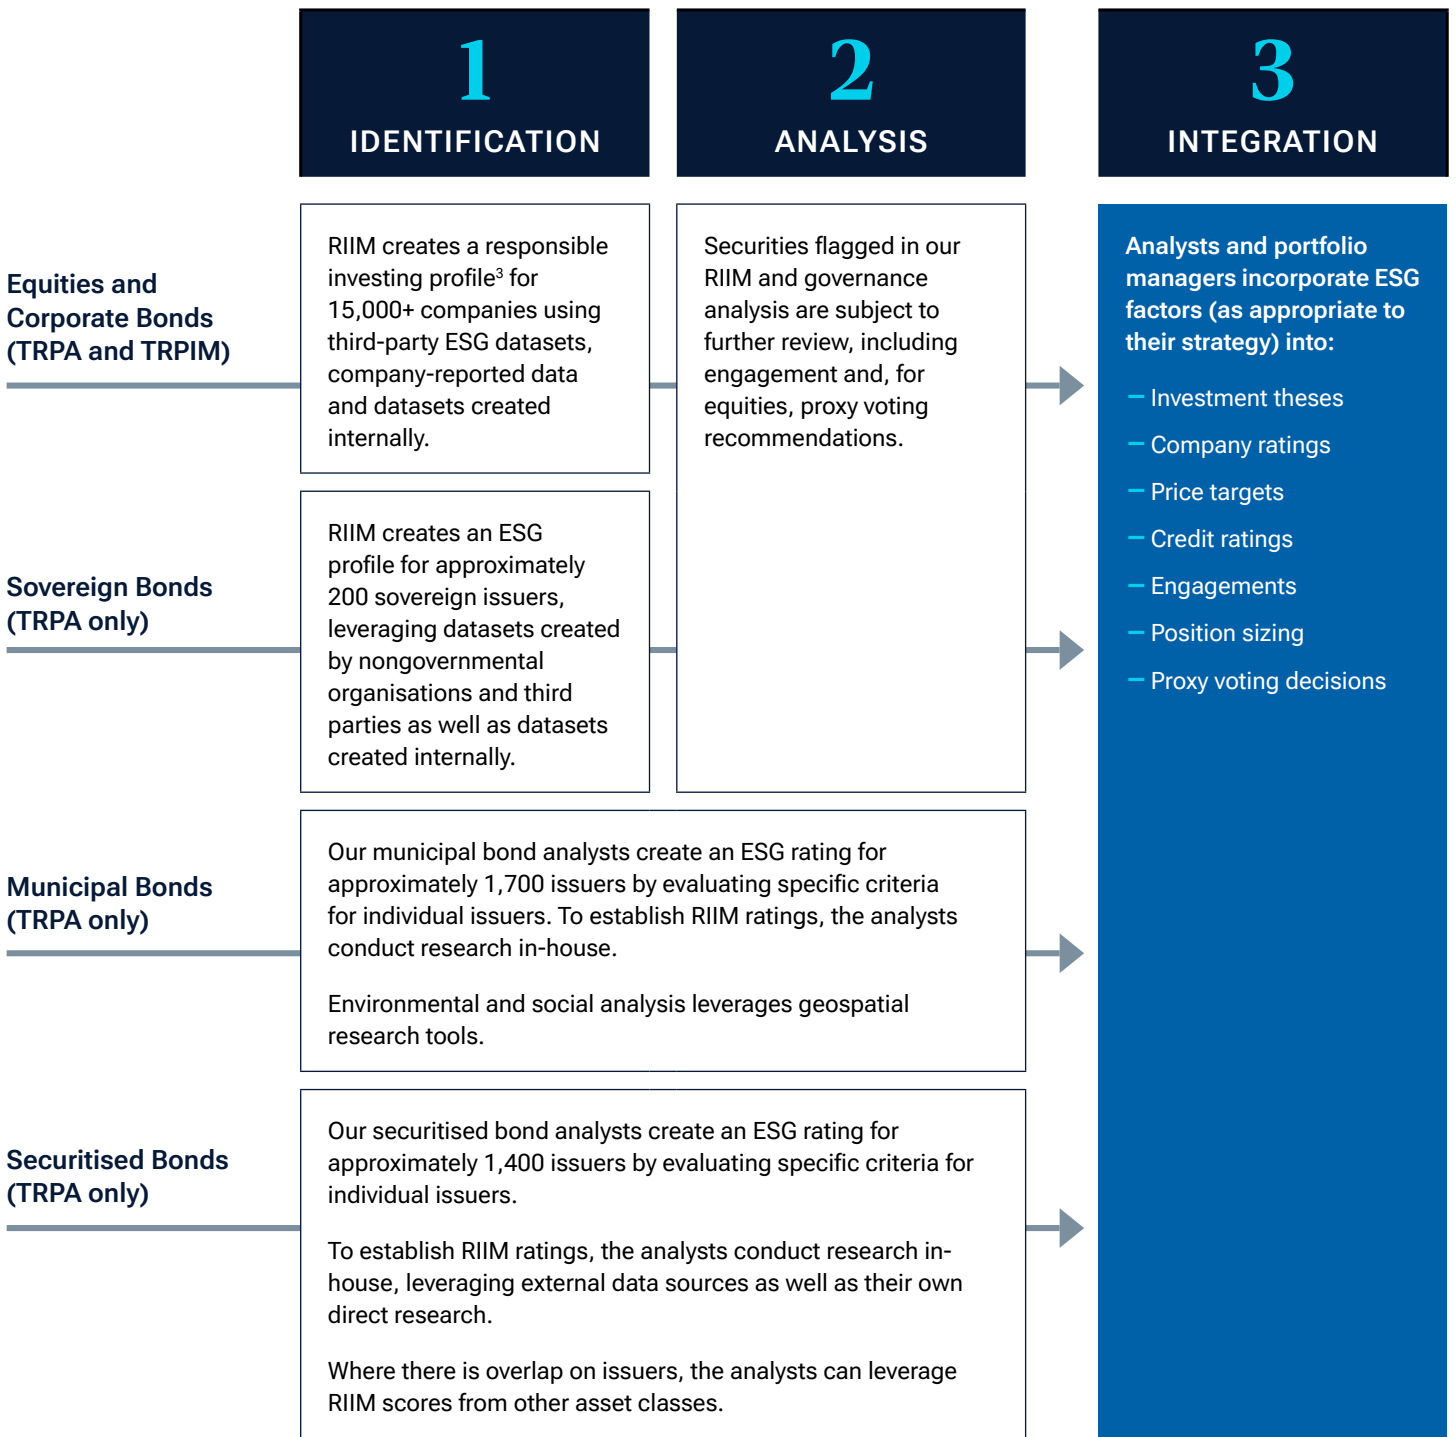 1
IDENTIFICATION
2
ANALYSIS
3
INTEGRATION
Equities and
Corporate Bonds
(TRPA and TRPIM)
RIIM creates a responsible
investing profile³ for
15,000+ companies using
third-party ESG datasets,
company-reported data
and datasets created
internally.
Securities flagged in our
RIIM and governance
analysis are subject to
further review, including
engagement and, for
equities, proxy voting
recommendations.
Sovereign Bonds
(TRPA only)
RIIM creates an ESG
profile for approximately
200 sovereign issuers,
leveraging datasets created
by nongovernmental
organisations and third
parties as well as datasets
created internally.
Municipal Bonds
(TRPA only)
Our municipal bond analysts create an ESG rating for
approximately 1,700 issuers by evaluating specific criteria
for individual issuers. To establish RIIM ratings, the analysts
conduct research in-house.
Environmental and social analysis leverages geospatial
research tools.
Securitised Bonds
(TRPA only)
Our securitised bond analysts create an ESG rating for
approximately 1,400 issuers by evaluating specific criteria for
individual issuers.
To establish RIIM ratings, the analysts conduct research in-
house, leveraging external data sources as well as their own
direct research.
Where there is overlap on issuers, the analysts can leverage
RIIM scores from other asset classes.
Analysts and portfolio
managers incorporate ESG
factors (as appropriate to
their strategy) into:
– Investment theses
– Company ratings
– Price targets
– Credit ratings
– Engagements
– Position sizing
– Proxy voting decisions